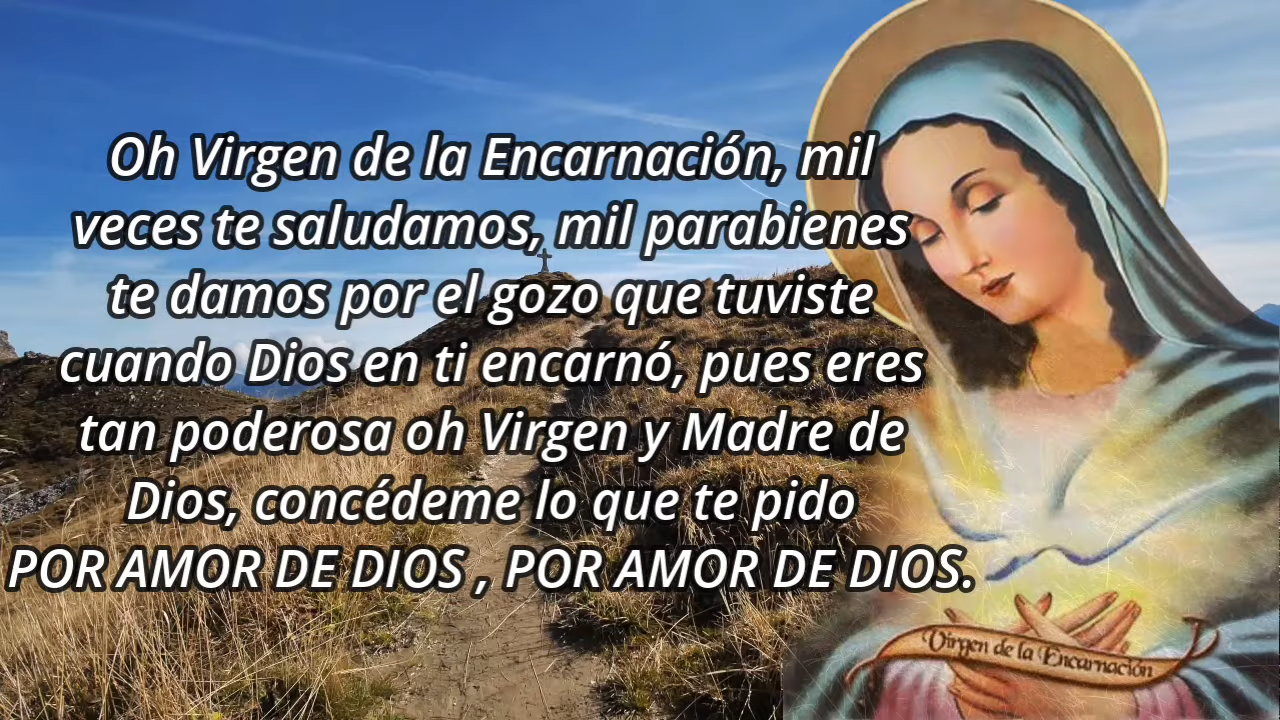 Oh Virgen de la Encarnación, mil
veces te saludamos, mil parabienes
te damos por el gozo que tuviste
cuando Dios en ti encarnó, pues eres
tan poderosa oh Virgen y Madre de
Dios, concédeme lo que te pido
POR AMOR DE DIOS , POR AMOR DE DIOS.
Virgen de la Encarnación